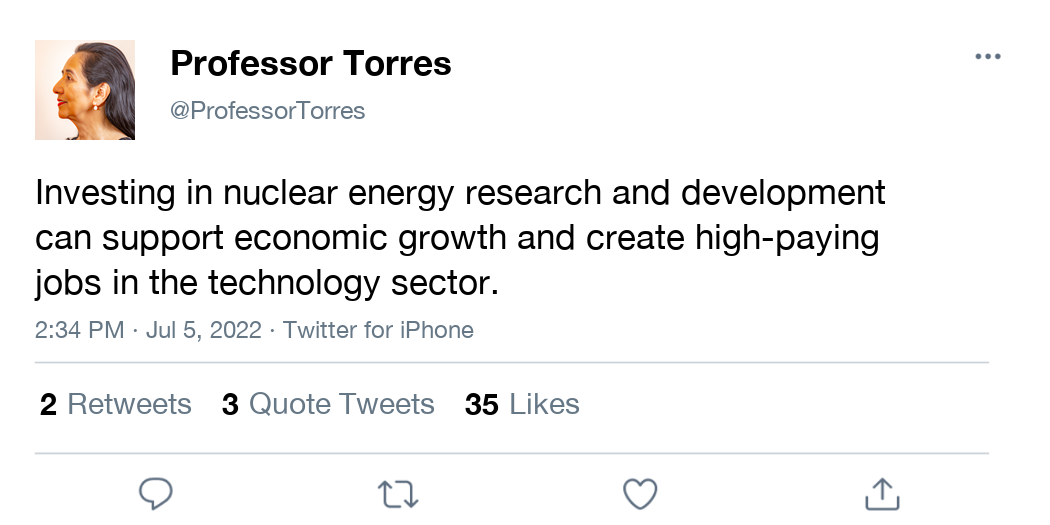 Professor Torres
@ProfessorTorres
Investing in nuclear energy research and development
can support economic growth and create high-paying
jobs in the technology sector.
2:34 PM · Jul 5, 2022 · Twitter for iPhone
2 Retweets 3 Quote Tweets 35 Likes